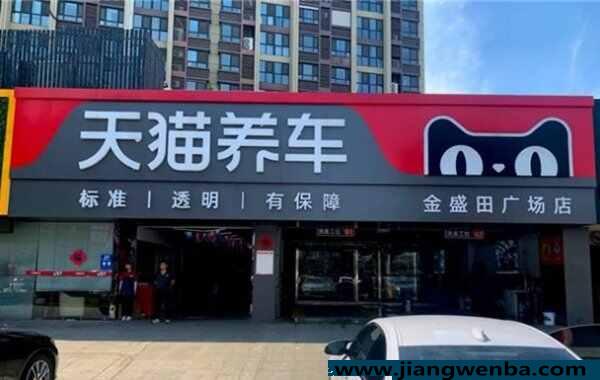 天猫养车
标准 | 透明 | 有保障
金盛田广场店
www.jiangwenba.com